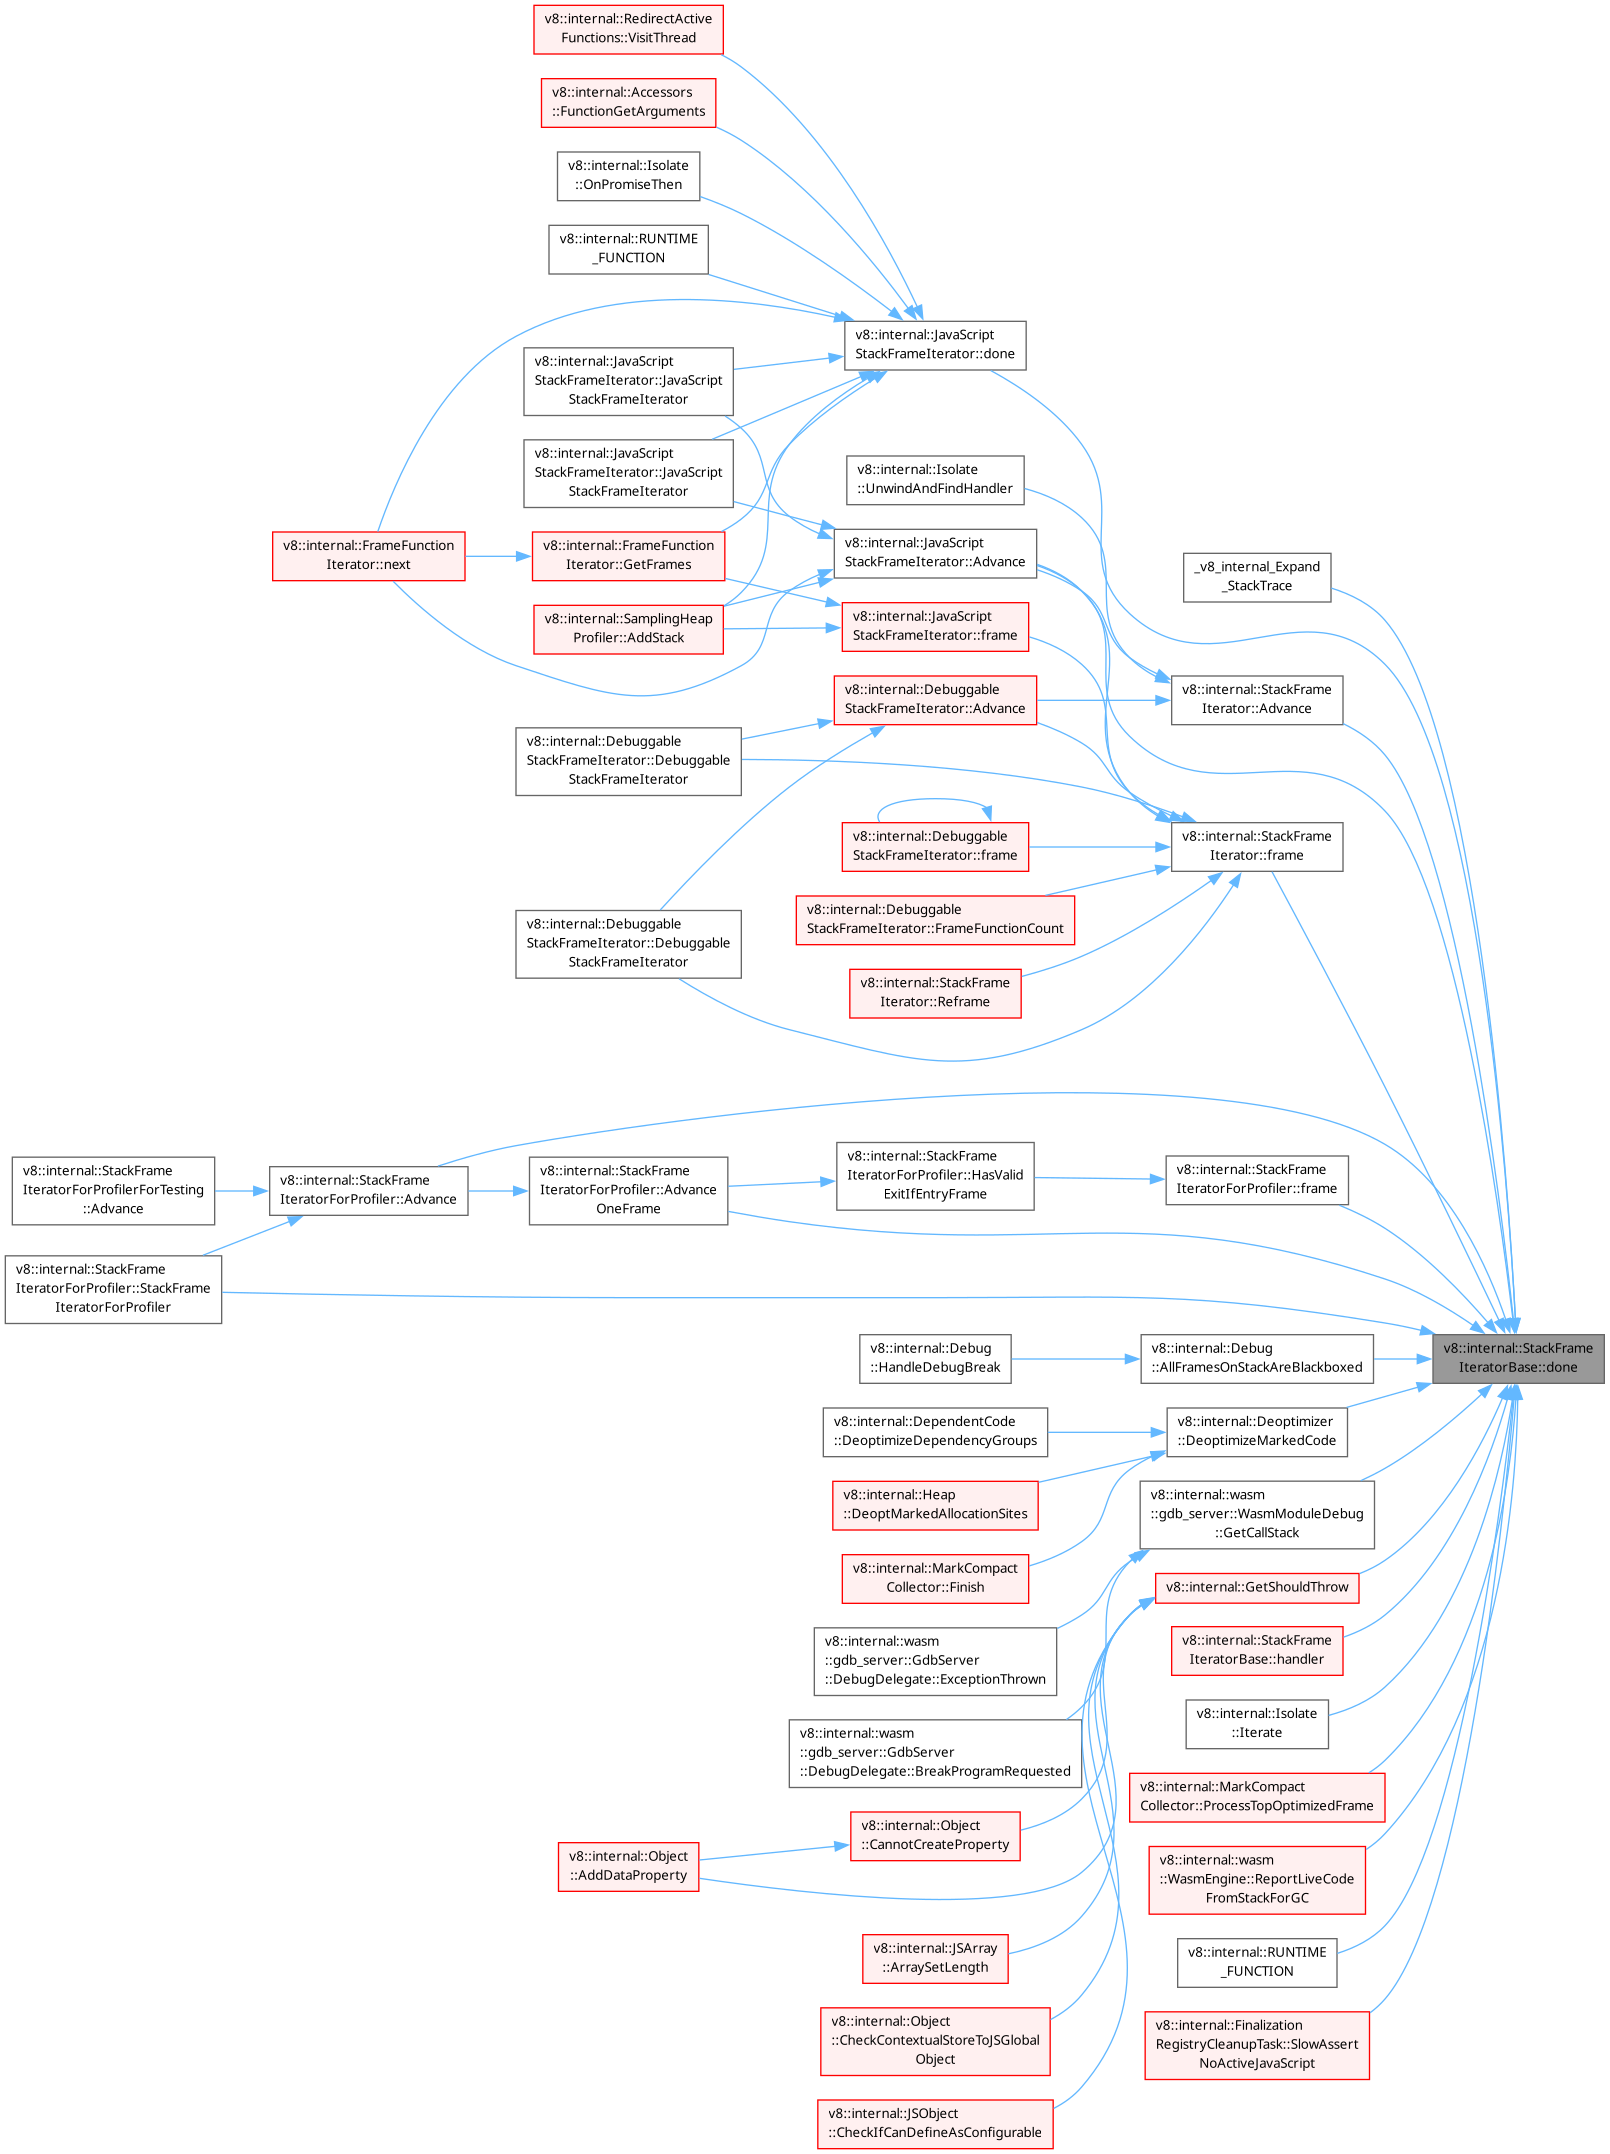 v8::internal::RedirectActive
Functions::VisitThread
v8::internal::Accessors
::FunctionGetArguments
v8::internal::Isolate
::OnPromiseThen
v8::internal::RUNTIME
_FUNCTION
v8::internal::JavaScript
StackFrameIterator::done
v8::internal::JavaScript
StackFrameIterator::JavaScript
StackFrameIterator
v8::internal::JavaScript
StackFrameIterator::JavaScript
StackFrameIterator
v8::internal::Isolate
::UnwindAndFindHandler
v8::internal::FrameFunction
Iterator::next
v8::internal::FrameFunction
Iterator::GetFrames
v8::internal::JavaScript
StackFrameIterator::Advance
_v8_internal_Expand
_StackTrace
v8::internal::SamplingHeap
Profiler::AddStack
v8::internal::JavaScript
StackFrameIterator::frame
v8::internal::Debuggable
StackFrameIterator::Advance
v8::internal::StackFrame
Iterator::Advance
v8::internal::Debuggable
StackFrameIterator::Debuggable
StackFrameIterator
v8::internal::Debuggable
StackFrameIterator::frame
v8::internal::StackFrame
Iterator::frame
v8::internal::Debuggable
StackFrameIterator::FrameFunctionCount
v8::internal::Debuggable
StackFrameIterator::Debuggable
StackFrameIterator
v8::internal::StackFrame
Iterator::Reframe
v8::internal::StackFrame
IteratorForProfilerForTesting
::Advance
v8::internal::StackFrame
IteratorForProfiler::Advance
v8::internal::StackFrame
IteratorForProfiler::Advance
OneFrame
v8::internal::StackFrame
IteratorForProfiler::HasValid
ExitIfEntryFrame
v8::internal::StackFrame
IteratorForProfiler::frame
v8::internal::StackFrame
IteratorForProfiler::StackFrame
IteratorForProfiler
v8::internal::Debug
::HandleDebugBreak
v8::internal::Debug
::AllFramesOnStackAreBlackboxed
v8::internal::StackFrame
IteratorBase::done
v8::internal::DependentCode
::DeoptimizeDependencyGroups
v8::internal::Deoptimizer
::DeoptimizeMarkedCode
v8::internal::Heap
::DeoptMarkedAllocationSites
v8::internal::wasm
::gdb_server::WasmModuleDebug
::GetCallStack
v8::internal::MarkCompact
Collector::Finish
v8::internal::GetShouldThrow
v8::internal::wasm
::gdb_server::GdbServer
::DebugDelegate::ExceptionThrown
v8::internal::StackFrame
IteratorBase::handler
v8::internal::Isolate
::Iterate
v8::internal::wasm
::gdb_server::GdbServer
::DebugDelegate::BreakProgramRequested
v8::internal::MarkCompact
Collector::ProcessTopOptimizedFrame
v8::internal::Object
::AddDataProperty
v8::internal::Object
::CannotCreateProperty
v8::internal::wasm
::WasmEngine::ReportLiveCode
FromStackForGC
v8::internal::JSArray
::ArraySetLength
v8::internal::RUNTIME
_FUNCTION
v8::internal::Object
::CheckContextualStoreToJSGlobal
Object
v8::internal::Finalization
RegistryCleanupTask::SlowAssert
NoActiveJavaScript
v8::internal::JSObject
::CheckIfCanDefineAsConfigurable